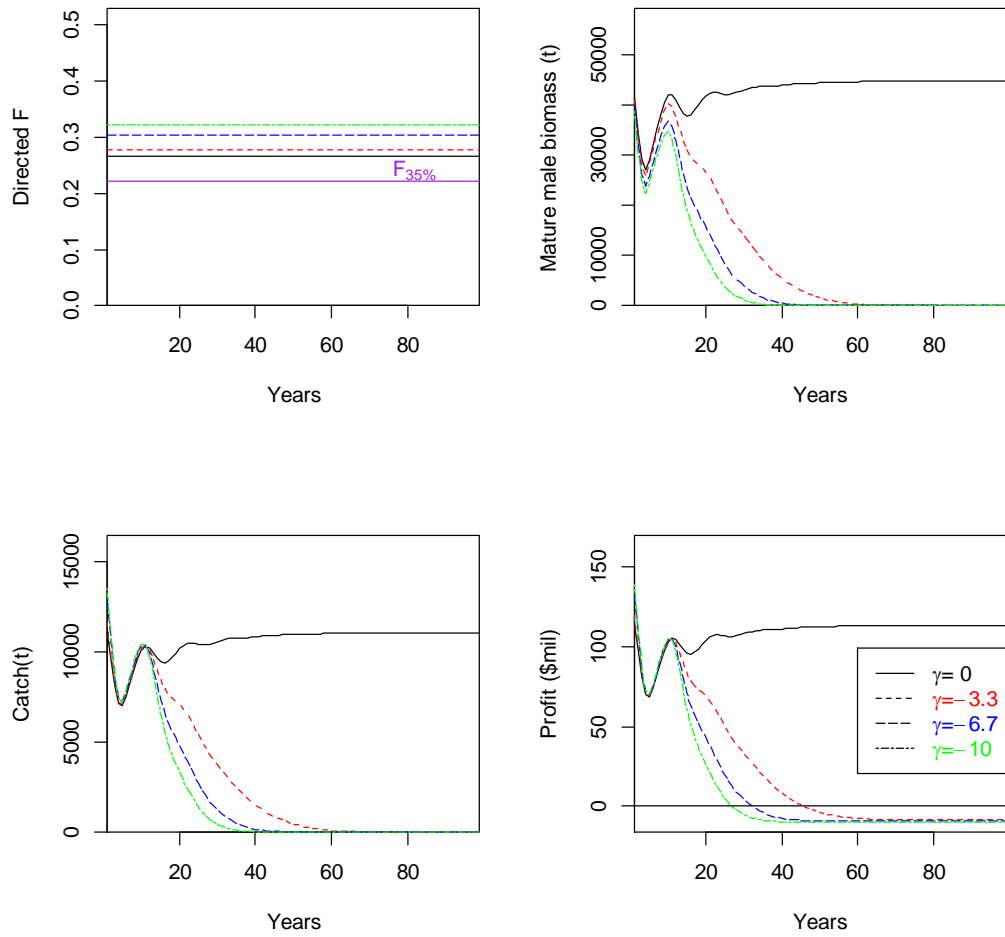 Directed F
0.0 0.1 0.2 0.3 0.4 0.5
F35%
20 40 60 80
Years
Mature male biomass (t)
0 10000 30000 50000
20 40 60 80
Years
Catch(t)
0 5000 10000 15000
20 40 60 80
Years
Profit ($mil)
0 50 100 150
γ= 0
γ=−3.3
γ=−6.7
γ=−10
20 40 60 80
Years